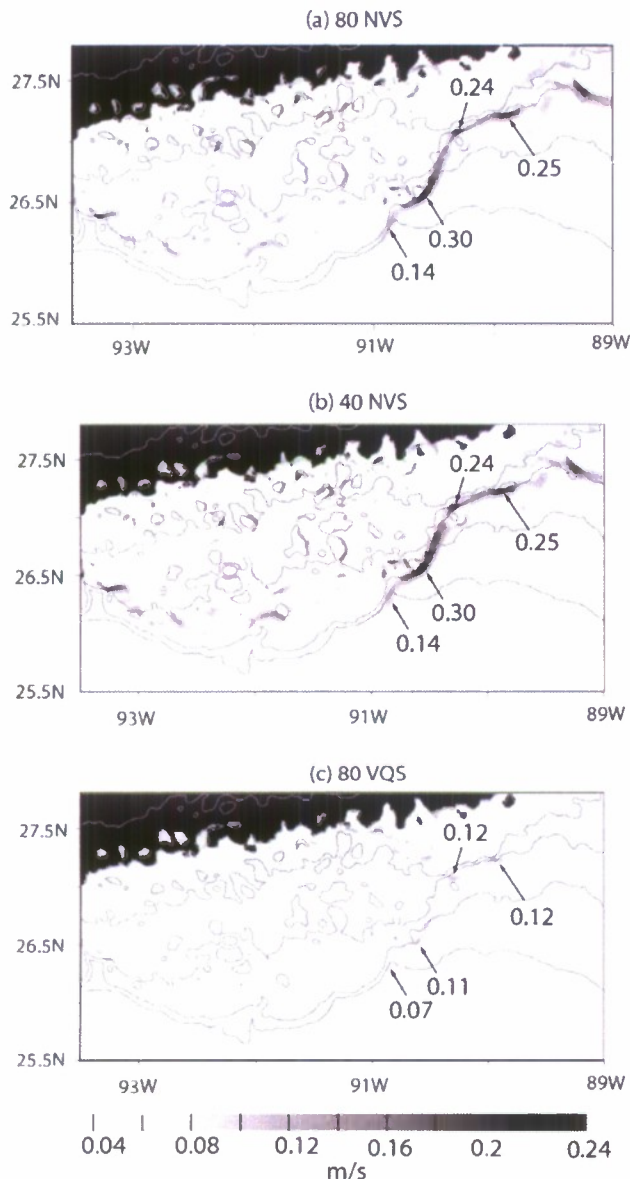 (a) 80 NVS
27.5N
0.24
0.25
26.5N
0.30
0.14
25.5N
93W 91W 89W
(b) 40 NVS
27.5N
0.24
0.25
26.5N
0.30
0.14
25.5N
93W 91W 89W
(c) 80 VQS
27.5N
0.12
0.12
26.5N
0.11
0.07
25.5N
93W 91W 89W
0.04 0.08 0.12 0.16 0.2 0.24
m/s